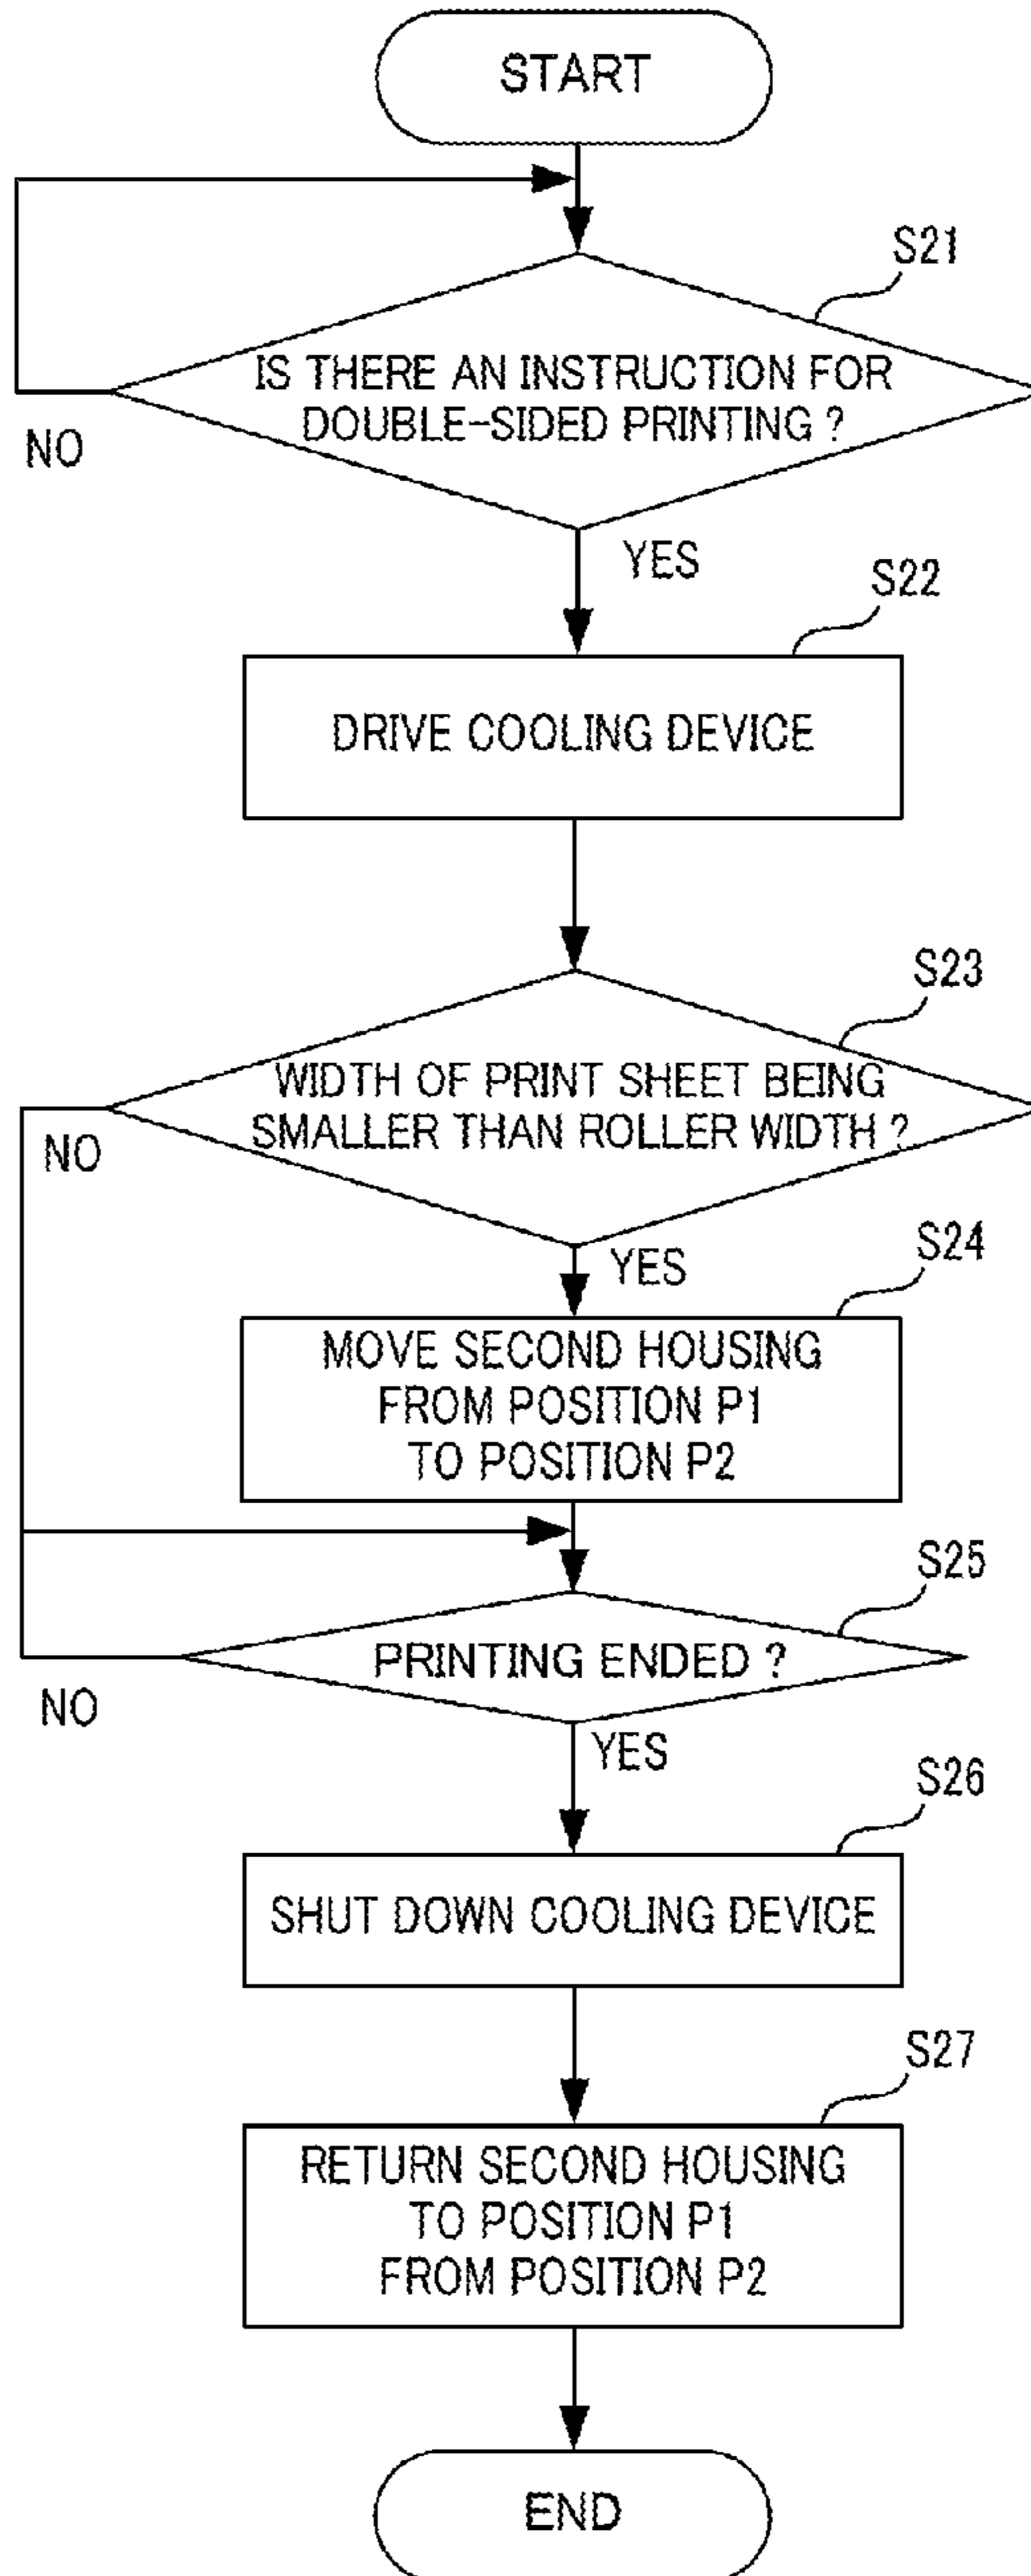 START
S21
IS THERE AN INSTRUCTION FOR
DOUBLE-SIDED PRINTING ?
NO
YES
S22
DRIVE COOLING DEVICE
S23
WIDTH OF PRINT SHEET BEING
SMALLER THAN ROLLER WIDTH ?
NO
YES
S24
MOVE SECOND HOUSING
FROM POSITION P1
TO POSITION P2
S25
PRINTING ENDED ?
NO
YES
S26
SHUT DOWN COOLING DEVICE
S27
RETURN SECOND HOUSING
TO POSITION P1
FROM POSITION P2
END